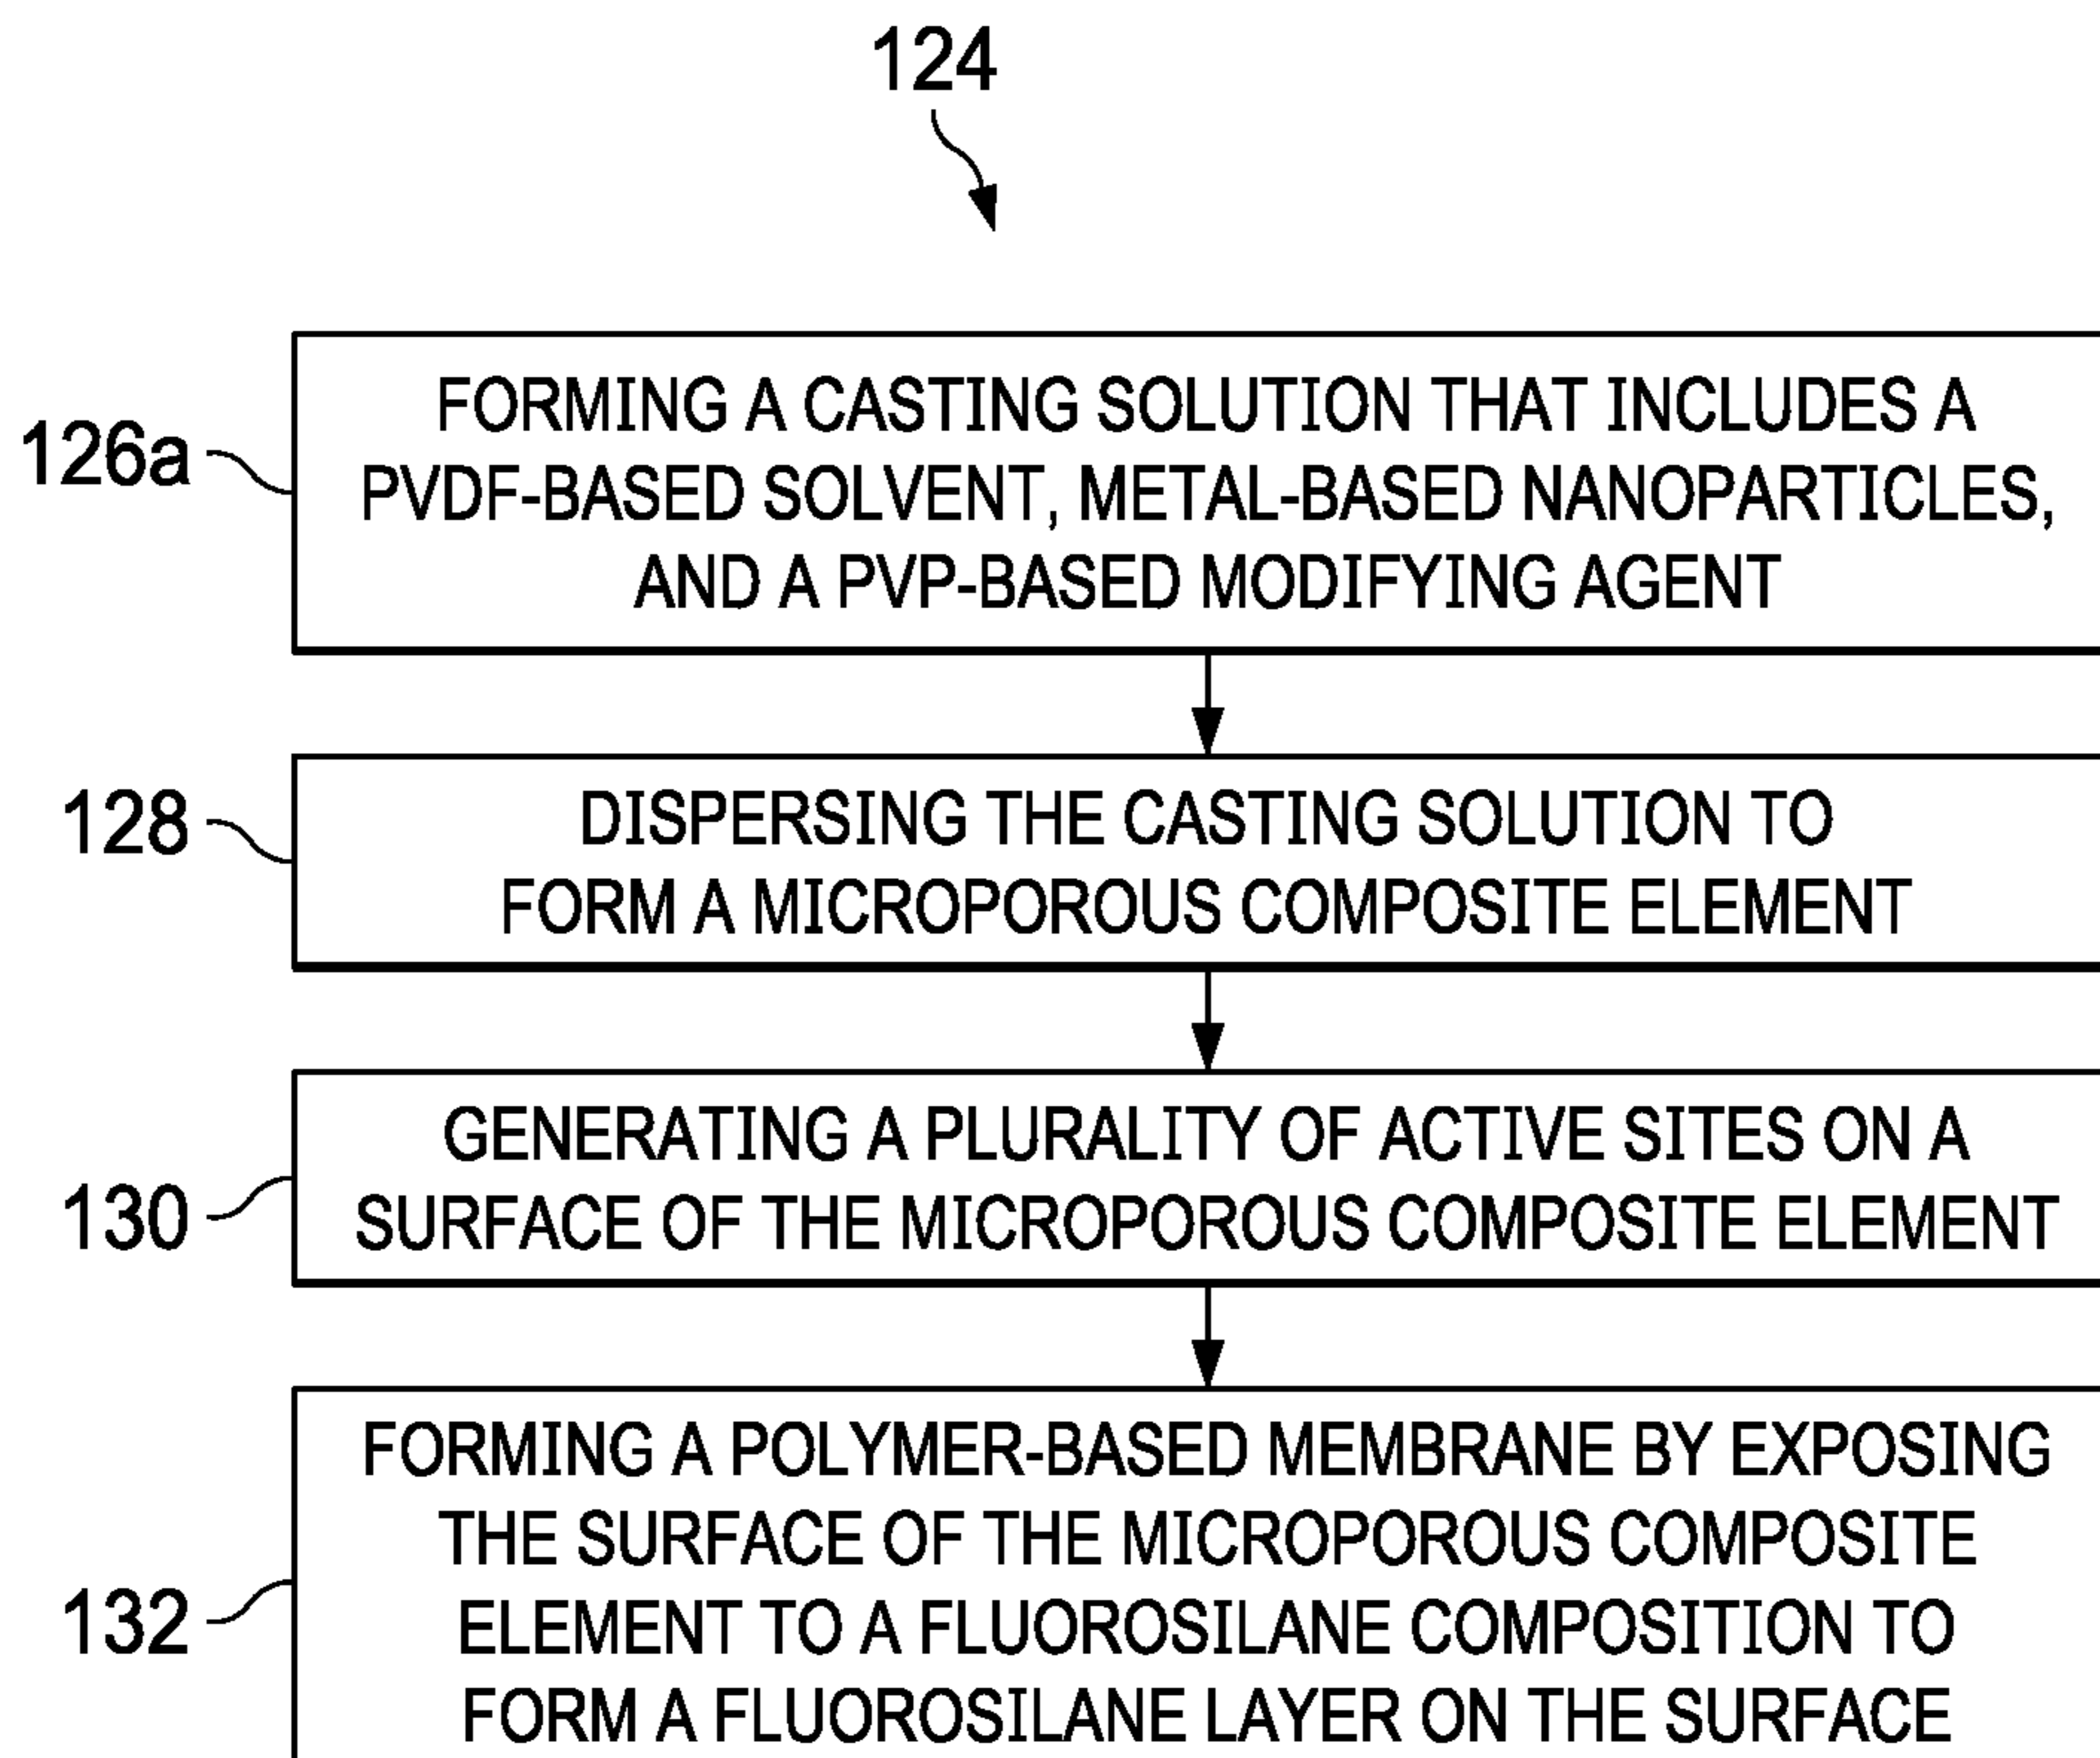 124
126a
FORMING A CASTING SOLUTION THAT INCLUDES A
PVDF-BASED SOLVENT, METAL-BASED NANOPARTICLES,
AND A PVP-BASED MODIFYING AGENT
128
DISPERSING THE CASTING SOLUTION TO
FORM A MICROPOROUS COMPOSITE ELEMENT
130
GENERATING A PLURALITY OF ACTIVE SITES ON A
SURFACE OF THE MICROPOROUS COMPOSITE ELEMENT
132
FORMING A POLYMER-BASED MEMBRANE BY EXPOSING
THE SURFACE OF THE MICROPOROUS COMPOSITE
ELEMENT TO A FLUOROSILANE COMPOSITION TO
FORM A FLUOROSILANE LAYER ON THE SURFACE